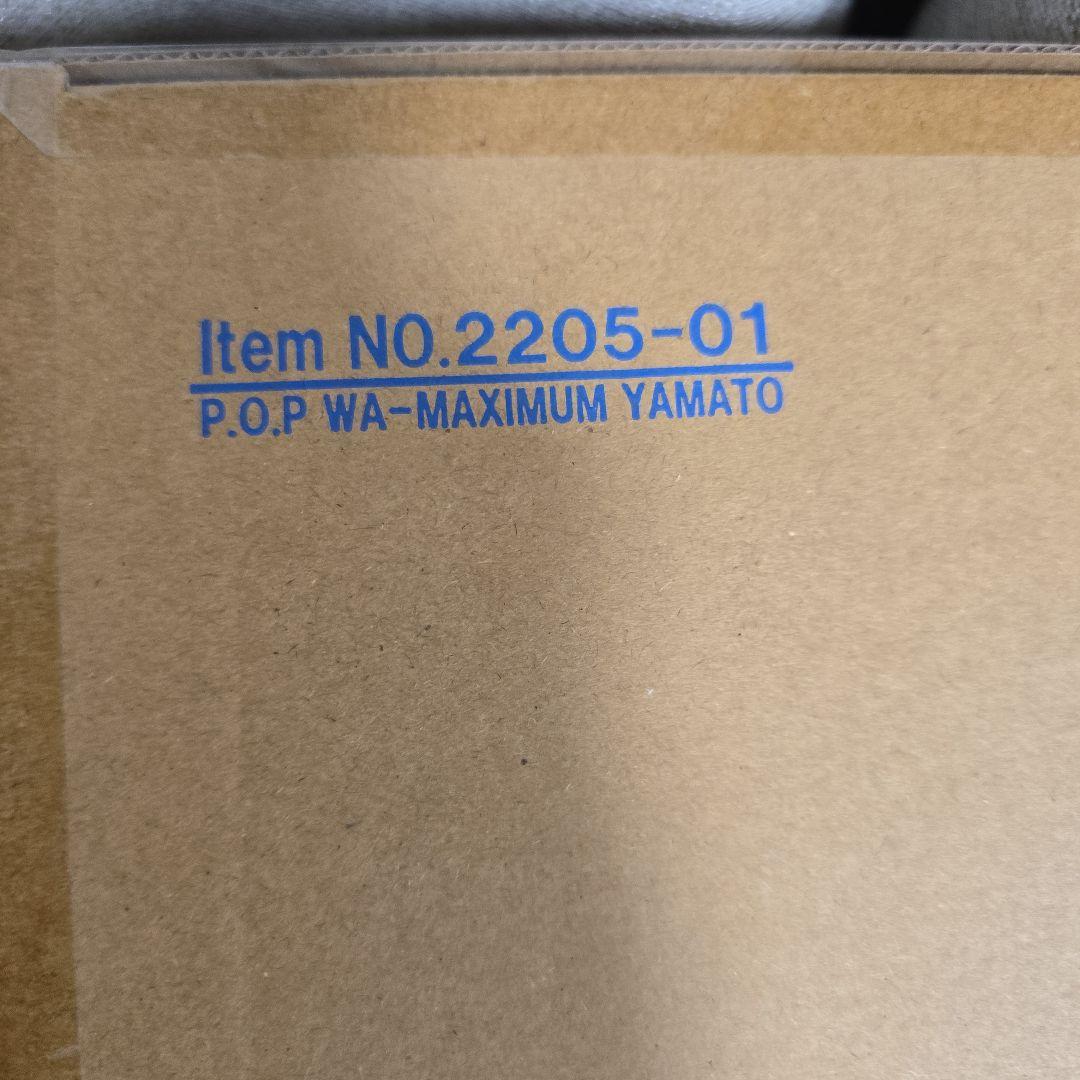 Item NO.2205-01
P.O.P WA-MAXIMUM YAMATO